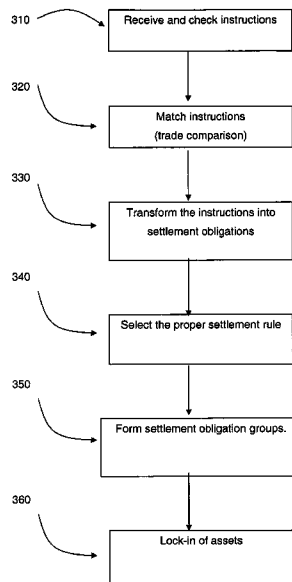 310
Receive and check instructions
320
Match instructions
(trade comparison)
330
Transform the instructions into
settlement obligations
340
Select the proper settlement rule
350
Form settlement obligation groups.
360
Lock-in of assets